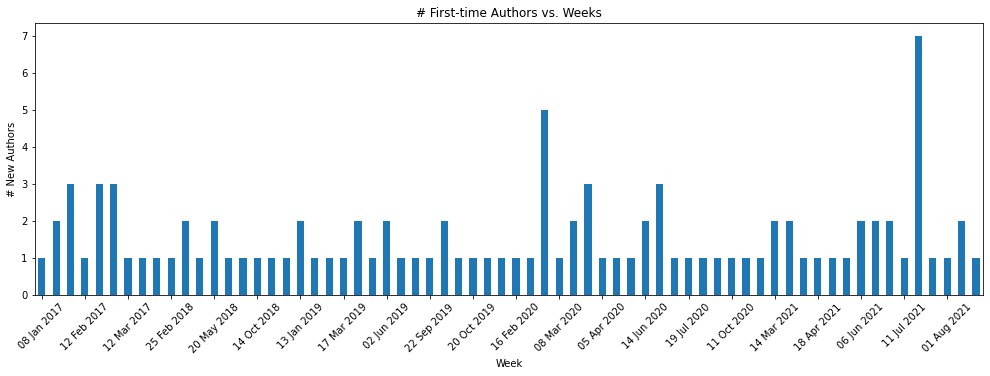 # First-time Authors vs. Weeks
# New Authors
7
6
5
4
3
2
1
0
08 Jan 2017
12 Feb 2017
12 Mar 2017
25 Feb 2018
20 May 2018
14 Oct 2018
13 Jan 2019
17 Mar 2019
02 Jun 2019
22 Sep 2019
20 Oct 2019
16 Feb 2020
08 Mar 2020
05 Apr 2020
14 Jun 2020
19 Jul 2020
11 Oct 2020
14 Mar 2021
18 Apr 2021
06 Jun 2021
11 Jul 2021
01 Aug 2021
Week